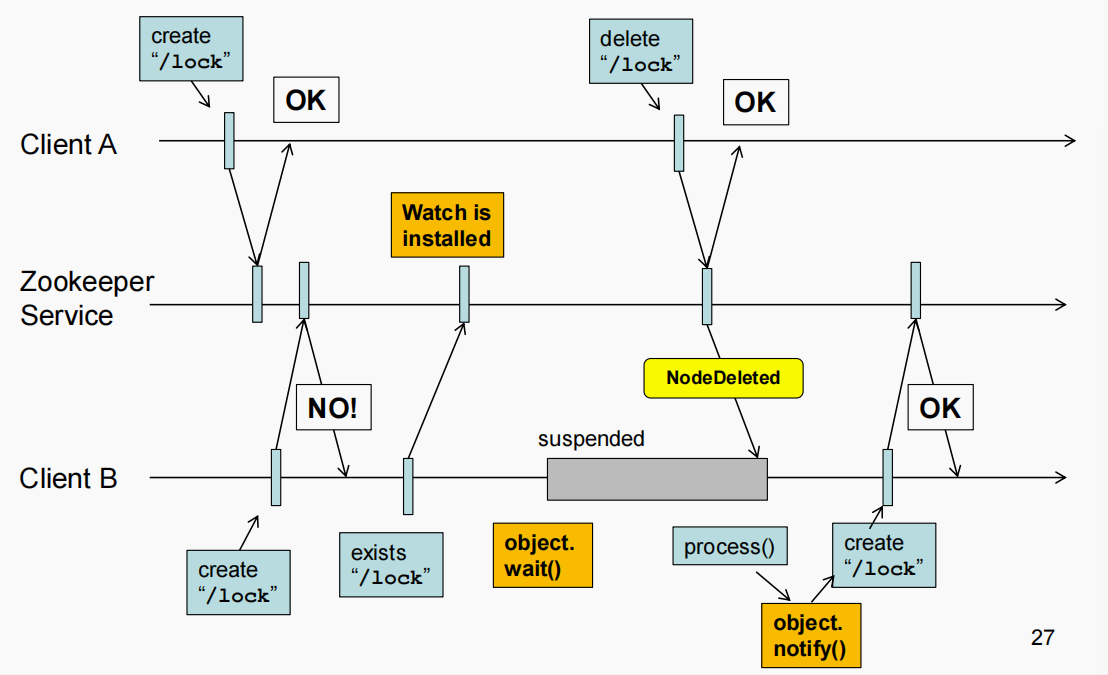 create
“/lock”
OK
delete
“/lock”
OK
Client A
Watch is
installed
Zookeeper
Service
NodeDeleted
NO!
OK
suspended
Client B
create
“/lock”
exists
“/lock”
object.
wait()
process()
create
“/lock”
object.
notify()
27